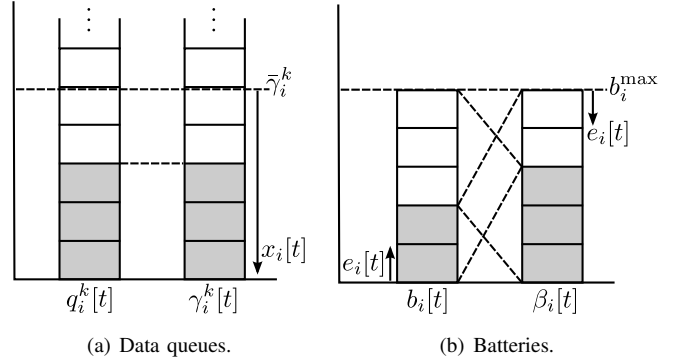 γ̄_i^k
x_i[t]
q_i^k[t] γ_i^k[t]
(a) Data queues.
b_i^max
e_i[t]
e_i[t]
b_i[t] β_i[t]
(b) Batteries.